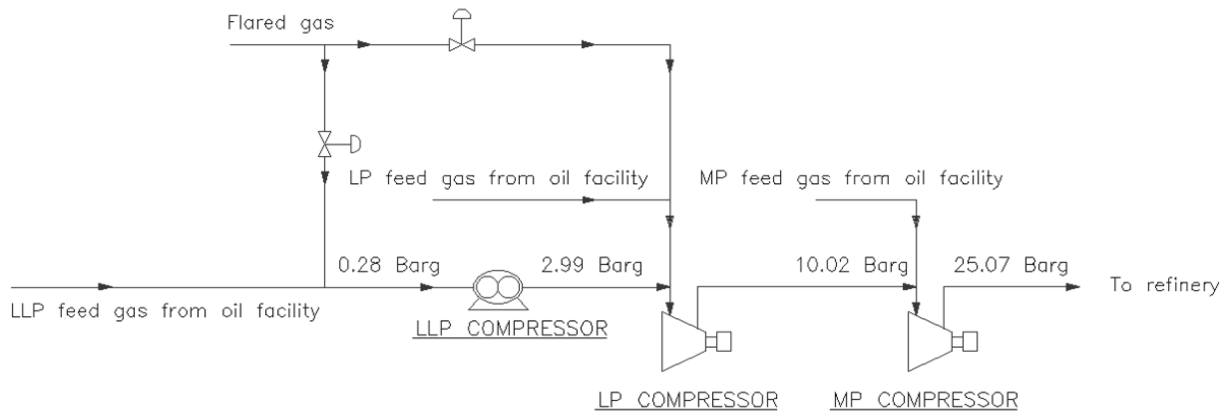 Flared gas
LP feed gas from oil facility
MP feed gas from oil facility
0.28 Barg
2.99 Barg
10.02 Barg
25.07 Barg
To refinery
LLP feed gas from oil facility
LLP COMPRESSOR
LP COMPRESSOR
MP COMPRESSOR